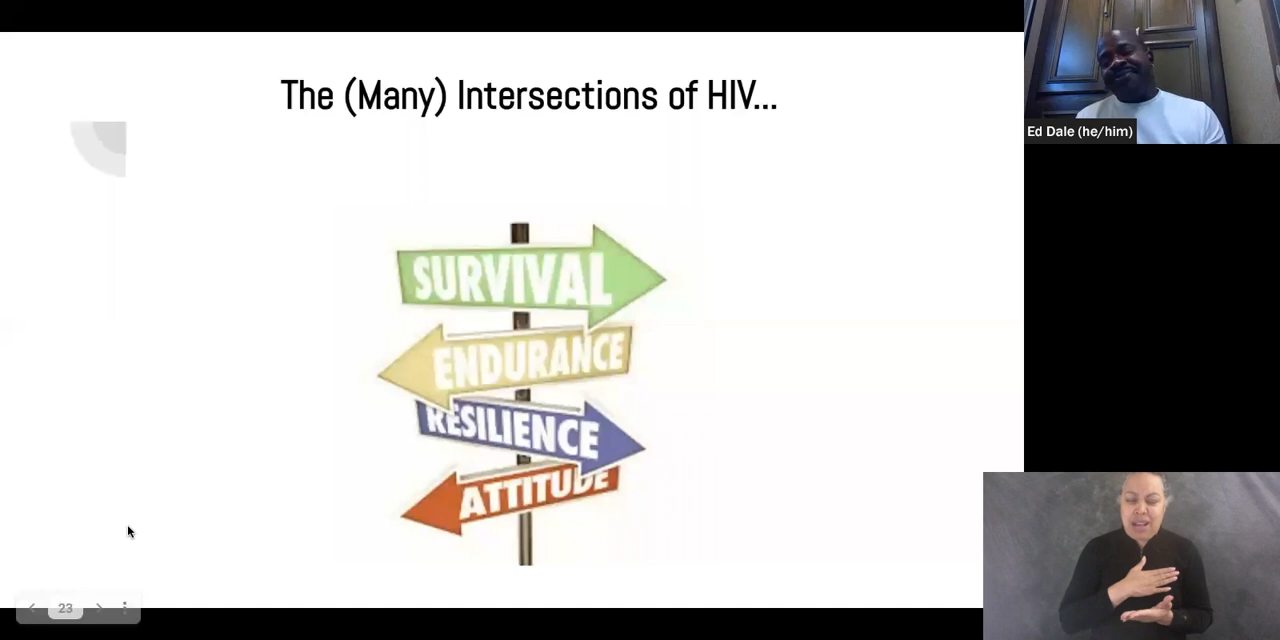 The (Many) Intersections of HIV...
Ed Dale (he/him)
SURVIVAL
ENDURANCE
RESILIENCE
ATTITUDE
23